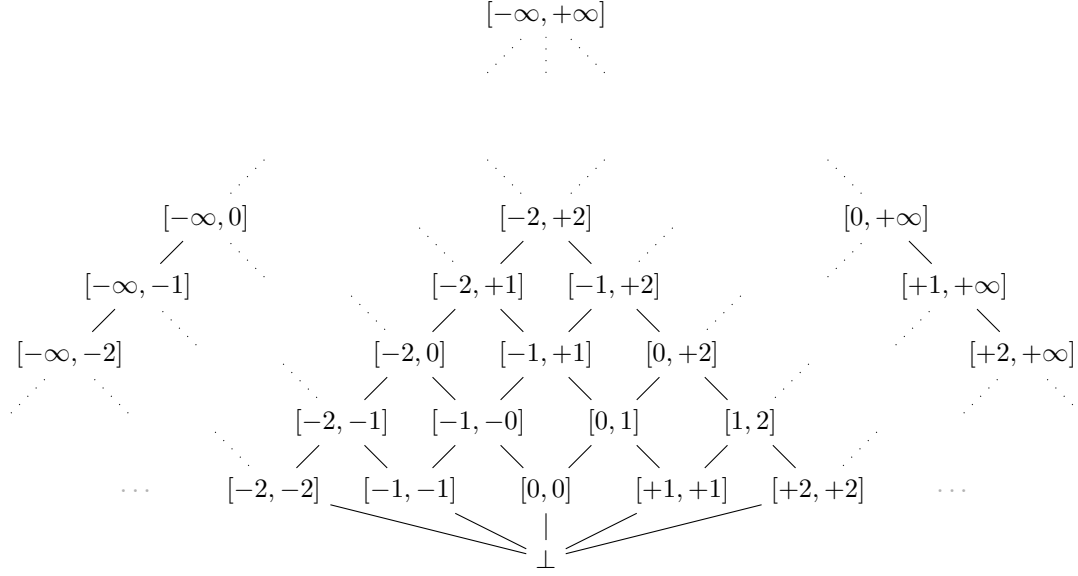 [−∞, +∞]
[−∞, 0] [−2, +2] [0, +∞]
[−∞, −1] [−2, +1] [−1, +2] [+1, +∞]
[−∞, −2] [−2, 0] [−1, +1] [0, +2] [+2, +∞]
[−2, −1] [−1, −0] [0, 1] [1, 2]
⋯ [−2, −2] [−1, −1] [0, 0] [+1, +1] [+2, +2] ⋯
⊥